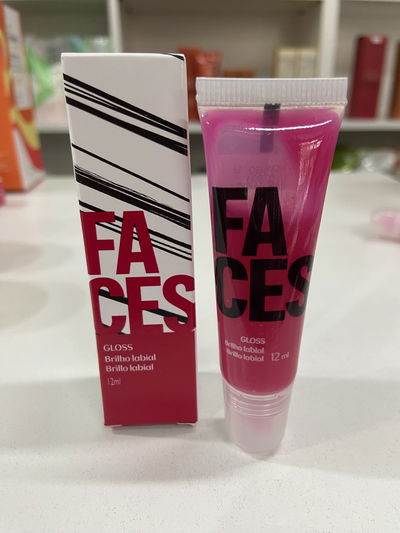 FA
CES
GLOSS
Brilho labial
Brillo labial
12ml
FA
CES
GLOSS
Brilho labial
Brillo labial 12 ml